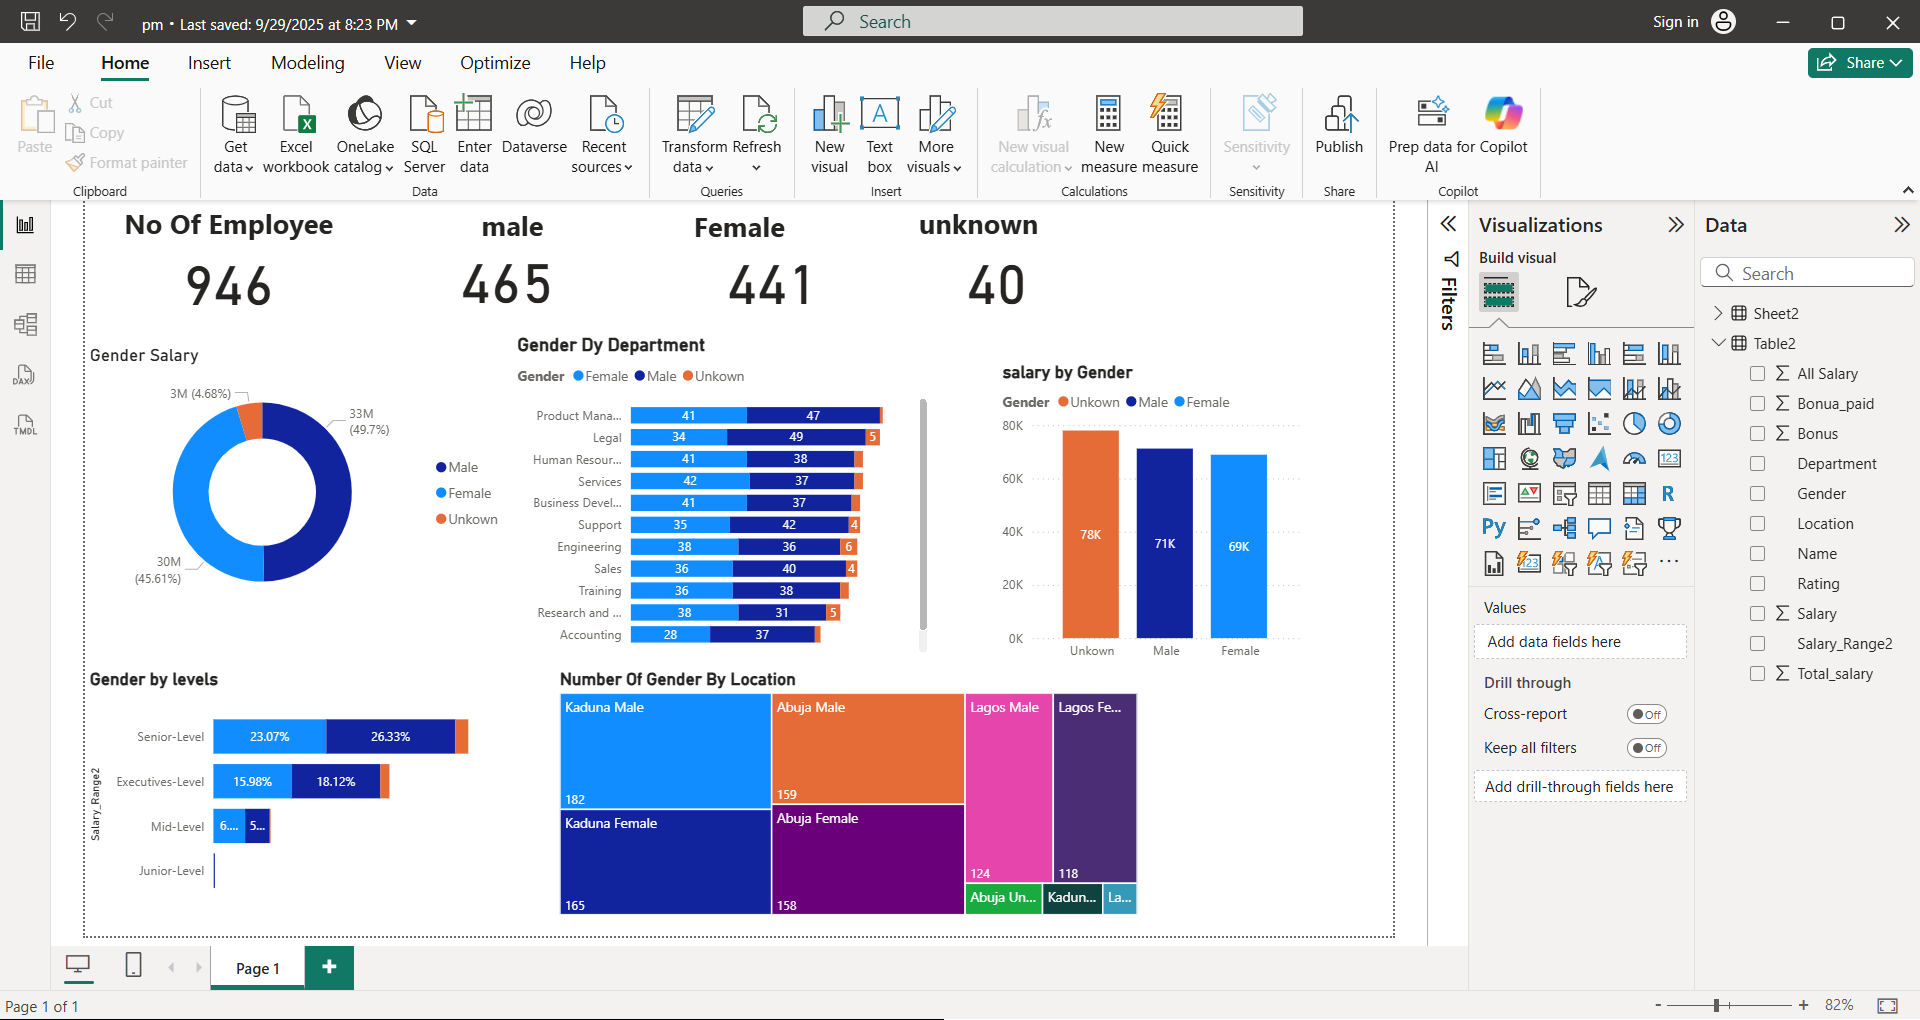 pm • Last saved: 9/29/2025 at 8:23 PM
Search
Sign in
File Home Insert Modeling View Optimize Help
Share
Paste
Cut
Copy
Format painter
Clipboard
Get data
Excel workbook
OneLake catalog
SQL Server
Enter data
Dataverse
Recent sources
Data
Transform data
Refresh
Queries
New visual
Text box
More visuals
Insert
New visual calculation
New measure
Quick measure
Calculations
Sensitivity
Sensitivity
Publish
Share
Prep data for AI
Copilot
Copilot
No Of Employee
946
male
465
Female
441
unknown
40
Gender Salary
3M (4.68%)
33M
(49.7%)
30M
(45.61%)
Male
Female
Unkown
Gender Dy Department
Gender Female Male Unkown
Product Mana... 41 47
Legal 34 49 5
Human Resour... 41 38
Services 42 37
Business Devel... 41 37
Support 35 42 4
Engineering 38 36 6
Sales 36 40 4
Training 36 38
Research and ... 38 31 5
Accounting 28 37
salary by Gender
Gender Unkown Male Female
80K
60K
40K
20K
0K
78K
71K
69K
Unkown
Male
Female
Gender by levels
Salary_Range2
Senior-Level 23.07% 26.33%
Executives-Level 15.98% 18.12%
Mid-Level 6.... 5...
Junior-Level
Number Of Gender By Location
Kaduna Male
182
Kaduna Female
165
Abuja Male
159
Abuja Female
158
Lagos Male
124
Lagos Fe...
118
Abuja Un...
Kadun...
La...
Filters
Visualizations
Build visual
123
R
Py
123
Values
Add data fields here
Drill through
Cross-report
Off
Keep all filters
Off
Add drill-through fields here
Data
Search
Sheet2
Table2
All Salary
Bonua_paid
Bonus
Department
Gender
Location
Name
Rating
Salary
Salary_Range2
Total_salary
DAX
TMDL
Page 1
Page 1 of 1
- + 82%